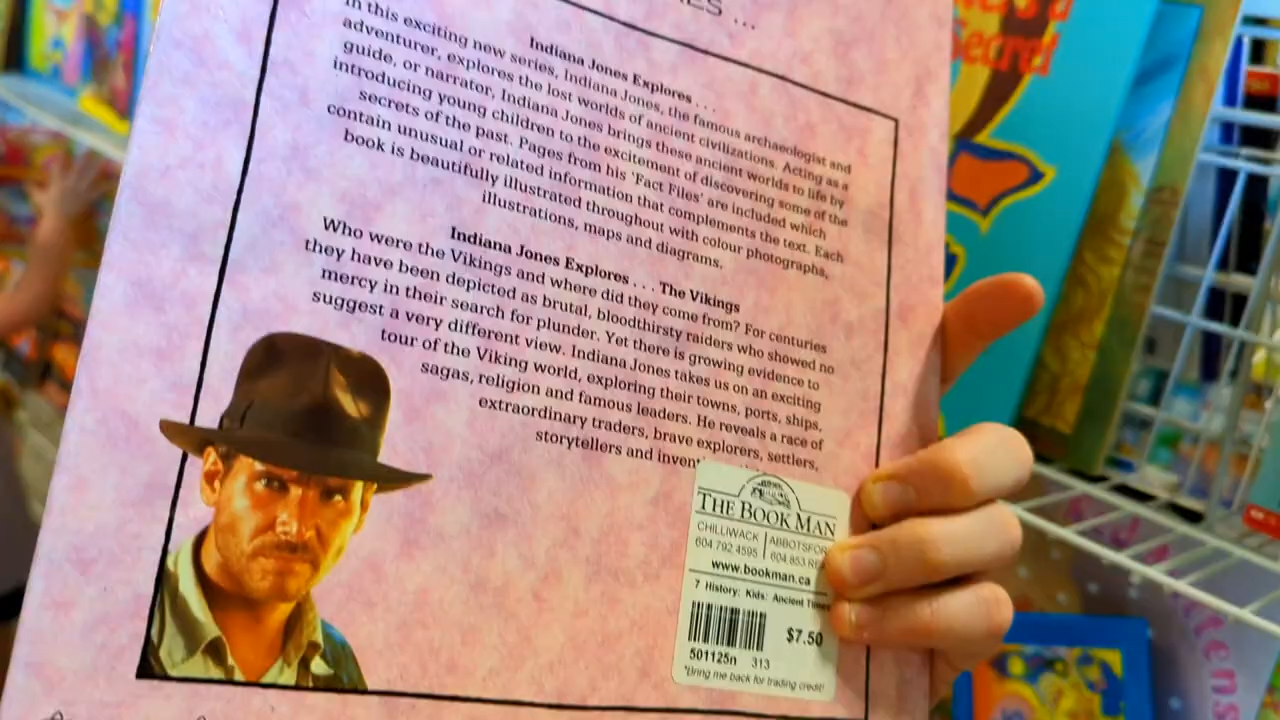 ES ...
Indiana Jones Explores . . .
In this exciting new series, Indiana Jones, the famous archaeologist and
adventurer, explores the lost worlds of ancient civilizations. Acting as a
guide, or narrator, Indiana Jones brings these ancient worlds to life by
introducing young children to the excitement of discovering some of the
secrets of the past. Pages from his 'Fact Files' are included which
contain unusual or related information that complements the text. Each
book is beautifully illustrated throughout with colour photographs,
illustrations, maps and diagrams.
Indiana Jones Explores . . . The Vikings
Who were the Vikings and where did they come from? For centuries
they have been depicted as brutal, bloodthirsty raiders who showed no
mercy in their search for plunder. Yet there is growing evidence to
suggest a very different view. Indiana Jones takes us on an exciting
tour of the Viking world, exploring their towns, ports, ships,
sagas, religion and famous leaders. He reveals a race of
extraordinary traders, brave explorers, settlers,
storytellers and invent
THE BOOK MAN
CHILLIWACK
604.792.4595
ABBOTSFOR
604.853
www.bookman.ca
7 History: Kids: Ancient Times
$7.50
501125n 313
*Bring me back for trading credit!
Secret